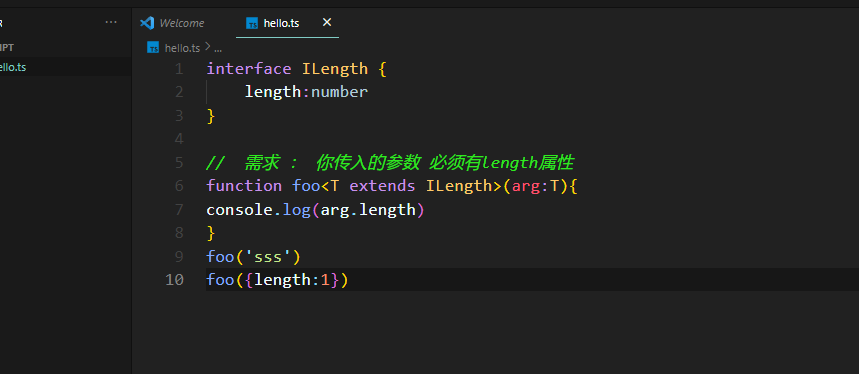 Welcome
hello.ts
IPT
ello.ts
hello.ts > ...
1 interface ILength {
2 length:number
3 }
4
5 // 需求 : 你传入的参数 必须有length属性
6 function foo<T extends ILength>(arg:T){
7 console.log(arg.length)
8 }
9 foo('sss')
10 foo({length:1})